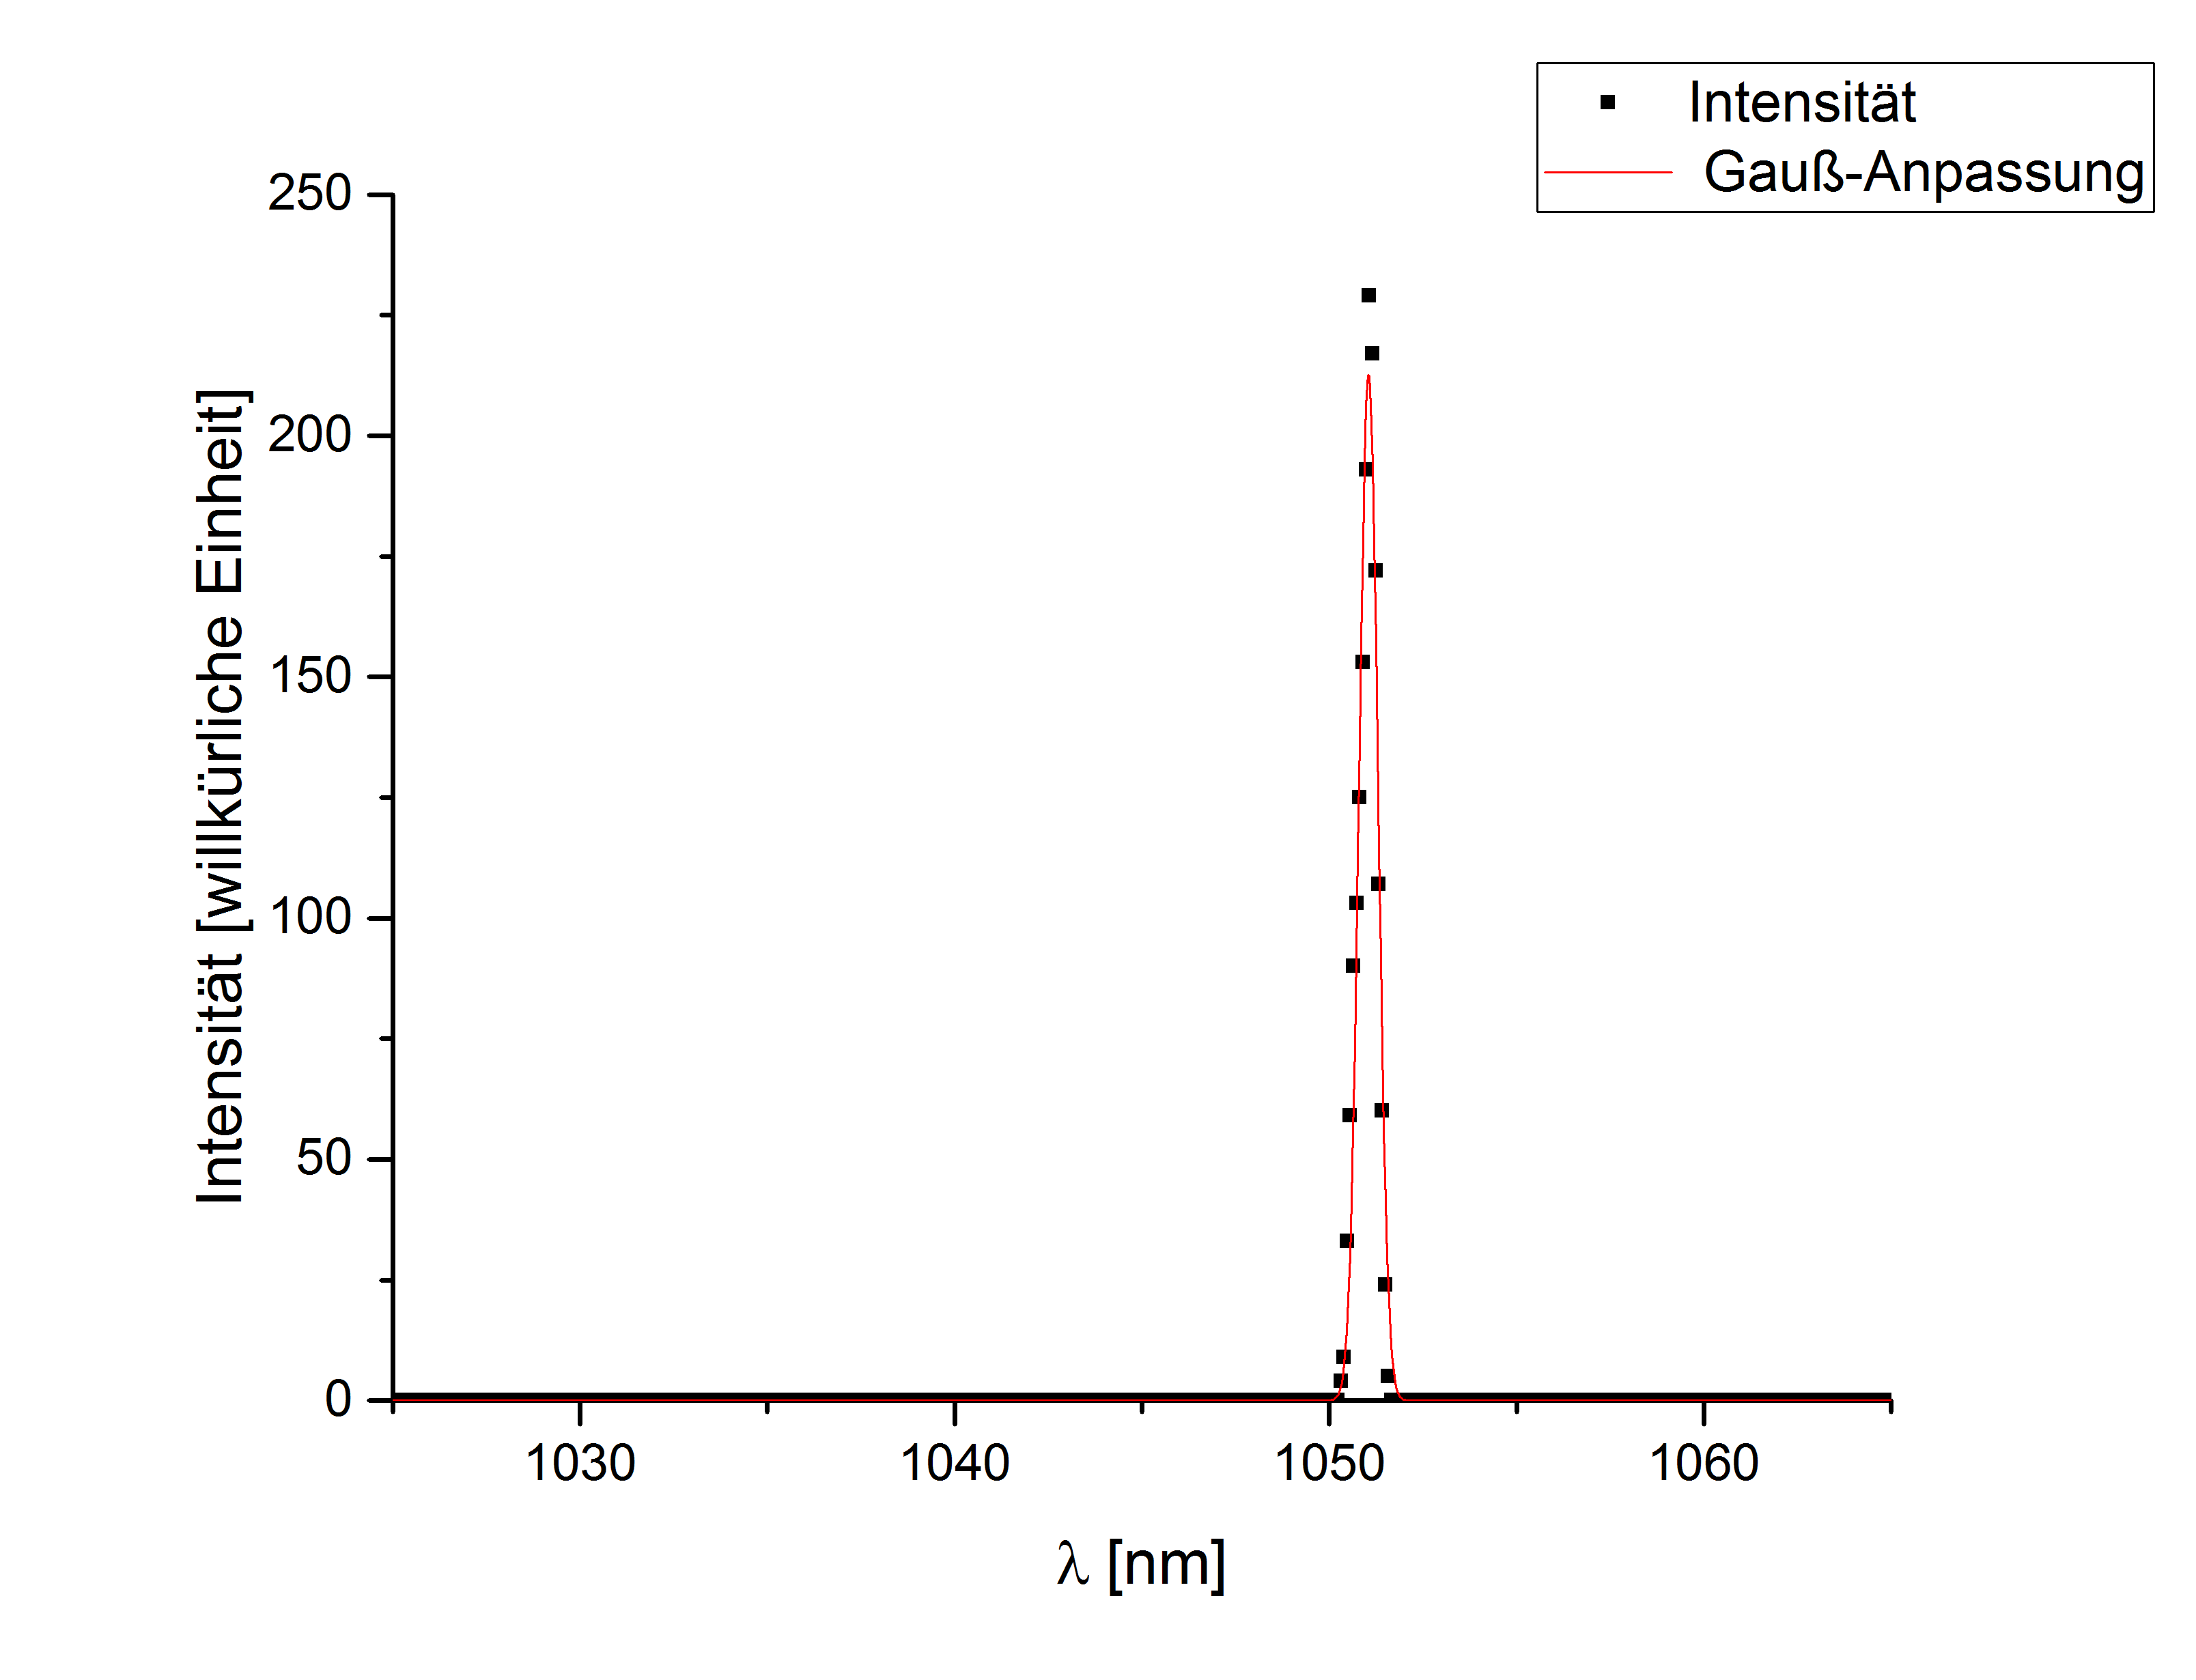 Intensität
Gauß-Anpassung
250
200
150
100
50
0
Intensität [willkürliche Einheit]
1030 1040 1050 1060
λ [nm]